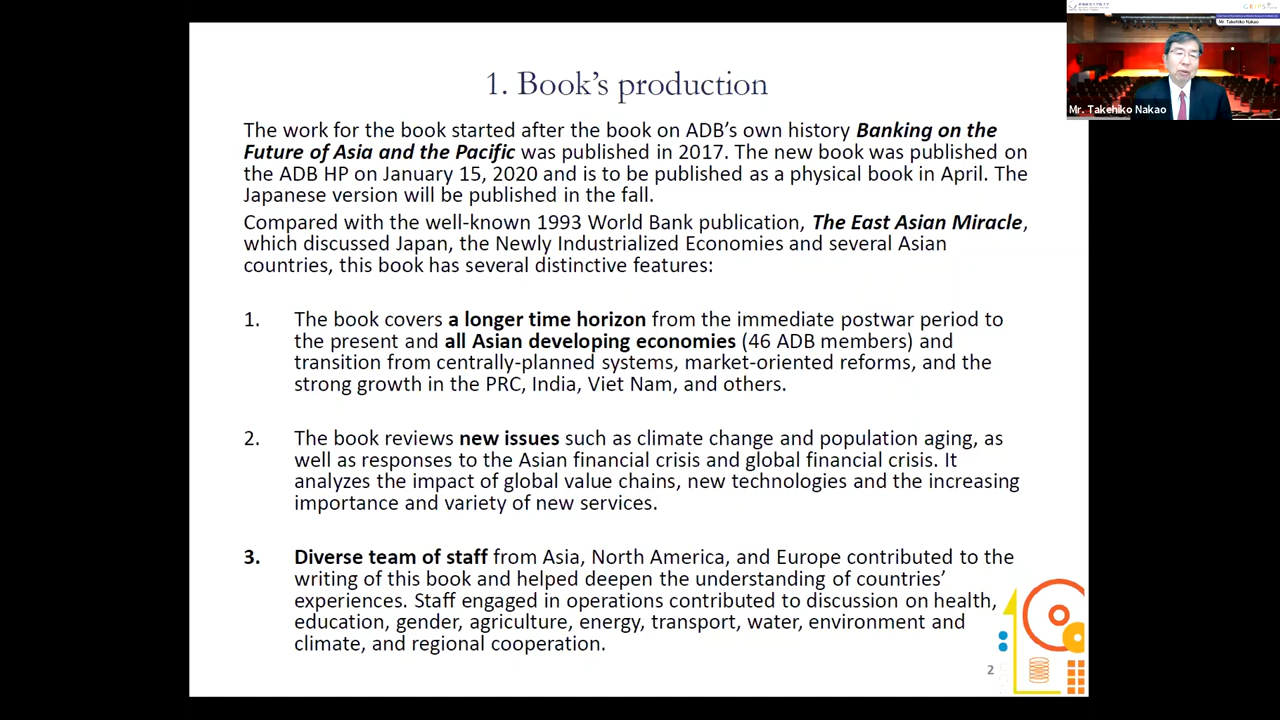 1. Book's production
The work for the book started after the book on ADB's own history Banking on the
Future of Asia and the Pacific was published in 2017. The new book was published on
the ADB HP on January 15, 2020 and is to be published as a physical book in April. The
Japanese version will be published in the fall.
Compared with the well-known 1993 World Bank publication, The East Asian Miracle,
which discussed Japan, the Newly Industrialized Economies and several Asian
countries, this book has several distinctive features:
1. The book covers a longer time horizon from the immediate postwar period to
the present and all Asian developing economies (46 ADB members) and
transition from centrally-planned systems, market-oriented reforms, and the
strong growth in the PRC, India, Viet Nam, and others.
2. The book reviews new issues such as climate change and population aging, as
well as responses to the Asian financial crisis and global financial crisis. It
analyzes the impact of global value chains, new technologies and the increasing
importance and variety of new services.
3. Diverse team of staff from Asia, North America, and Europe contributed to the
writing of this book and helped deepen the understanding of countries'
experiences. Staff engaged in operations contributed to discussion on health,
education, gender, agriculture, energy, transport, water, environment and
climate, and regional cooperation.
2
GRIPS
Mr. Takehiko Nakao
Mr. Takehiko Nakao